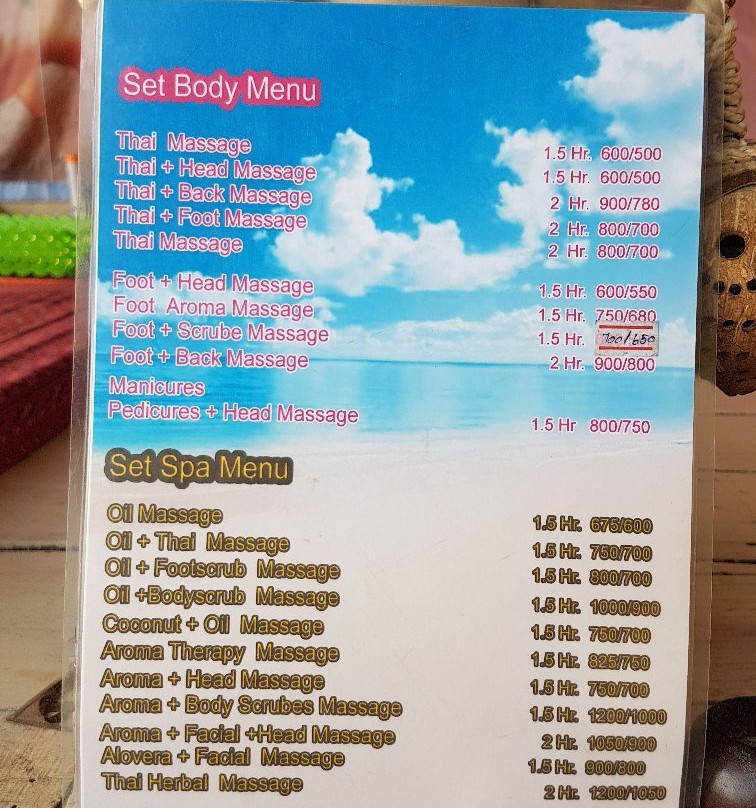 Set Body Menu
Thai Massage 1.5 Hr. 600/500
Thai + Head Massage 1.5 Hr. 600/500
Thai + Back Massage 2 Hr. 900/780
Thai + Foot Massage 2 Hr. 800/700
Thai Massage 2 Hr. 800/700
Foot + Head Massage 1.5 Hr. 600/550
Foot Aroma Massage 1.5 Hr. 750/680
Foot + Scrube Massage 1.5 Hr. 700/650
Foot + Back Massage 2 Hr. 900/800
Manicures
Pedicures + Head Massage 1.5 Hr 800/750
Set Spa Menu
Oil Massage 1.5 Hr. 675/600
Oil + Thai Massage 1.5 Hr. 750/700
Oil + Footscrub Massage 1.5 Hr. 800/700
Oil +Bodyscrub Massage 1.5 Hr. 1000/900
Coconut + Oil Massage 1.5 Hr. 750/700
Aroma Therapy Massage 1.5 Hr. 825/750
Aroma + Head Massage 1.5 Hr. 750/700
Aroma + Body Scrubes Massage 1.5 Hr. 1200/1000
Aroma + Facial +Head Massage 2 Hr. 1050/900
Alovera + Facial Massage 1.5 Hr. 900/800
Thai Herbal Massage 2 Hr. 1200/1050